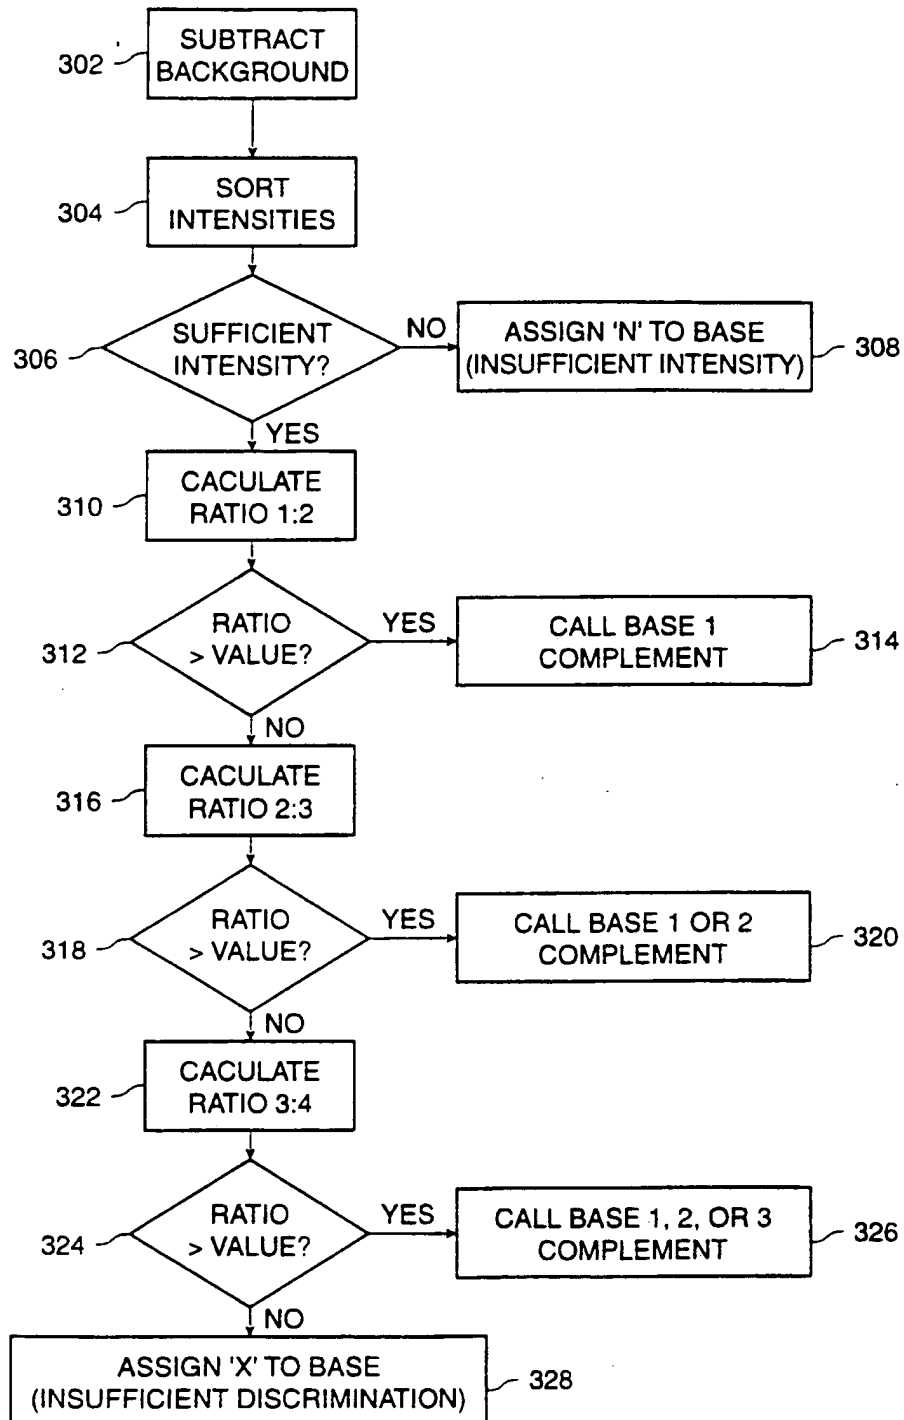 SUBTRACT
BACKGROUND
302
SORT
INTENSITIES
304
SUFFICIENT
INTENSITY?
306
NO
ASSIGN 'N' TO BASE
(INSUFFICIENT INTENSITY)
308
YES
CACULATE
RATIO 1:2
310
RATIO
> VALUE?
312
YES
CALL BASE 1
COMPLEMENT
314
NO
CACULATE
RATIO 2:3
316
RATIO
> VALUE?
318
YES
CALL BASE 1 OR 2
COMPLEMENT
320
NO
CACULATE
RATIO 3:4
322
RATIO
> VALUE?
324
YES
CALL BASE 1, 2, OR 3
COMPLEMENT
326
NO
ASSIGN 'X' TO BASE
(INSUFFICIENT DISCRIMINATION)
328